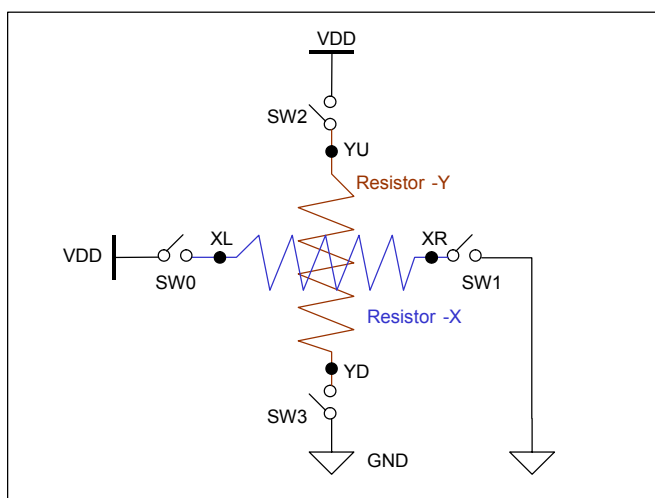 VDD
SW2
YU
Resistor -Y
XL
XR
VDD
SW0
SW1
Resistor -X
YD
SW3
GND